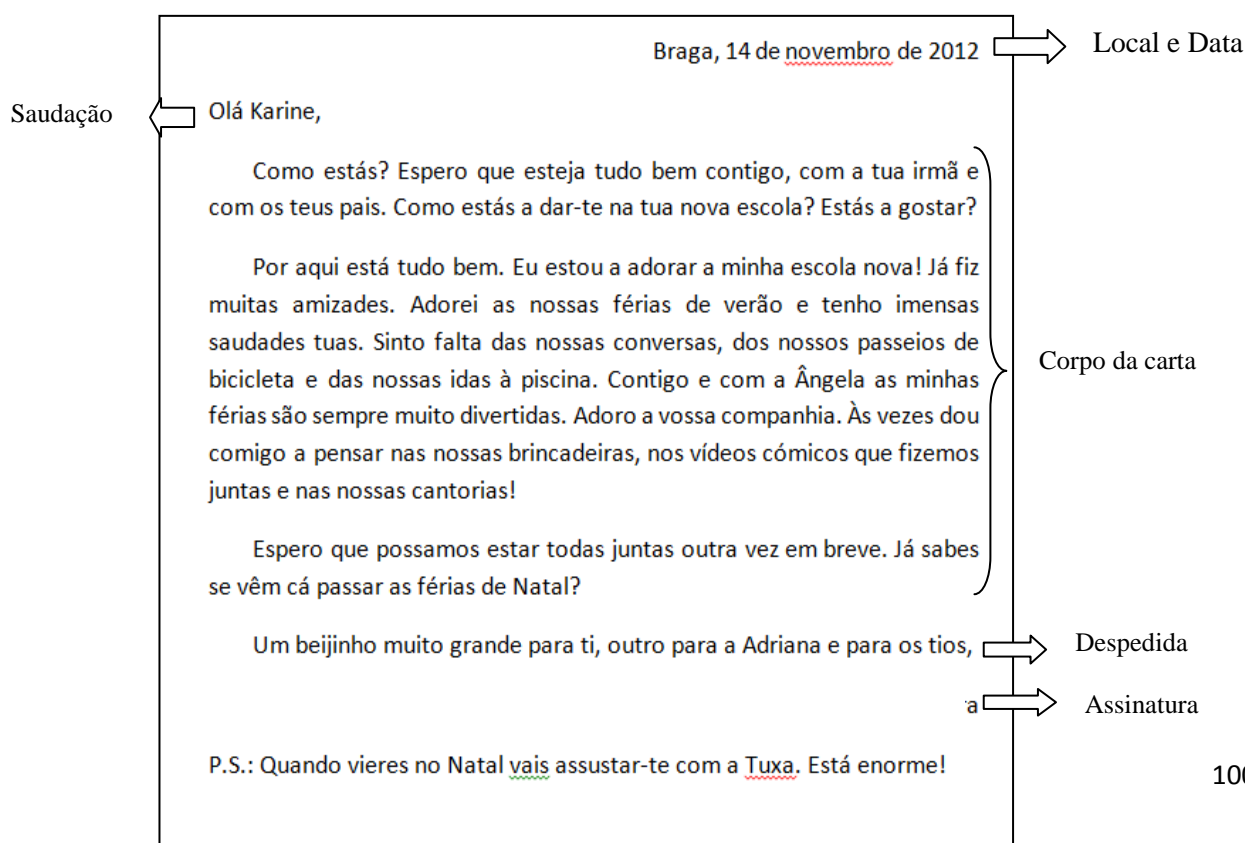 Braga, 14 de novembro de 2012
Local e Data
Saudação
Olá Karine,
Como estás? Espero que esteja tudo bem contigo, com a tua irmã e
com os teus pais. Como estás a dar-te na tua nova escola? Estás a gostar?
Por aqui está tudo bem. Eu estou a adorar a minha escola nova! Já fiz
muitas amizades. Adorei as nossas férias de verão e tenho imensas
saudades tuas. Sinto falta das nossas conversas, dos nossos passeios de
bicicleta e das nossas idas à piscina. Contigo e com a Ângela as minhas
férias são sempre muito divertidas. Adoro a vossa companhia. Às vezes dou
comigo a pensar nas nossas brincadeiras, nos vídeos cómicos que fizemos
juntas e nas nossas cantorias!
Corpo da carta
Espero que possamos estar todas juntas outra vez em breve. Já sabes
se vêm cá passar as férias de Natal?
Um beijinho muito grande para ti, outro para a Adriana e para os tios,
Despedida
Assinatura
P.S.: Quando vieres no Natal vais assustar-te com a Tuxa. Está enorme!